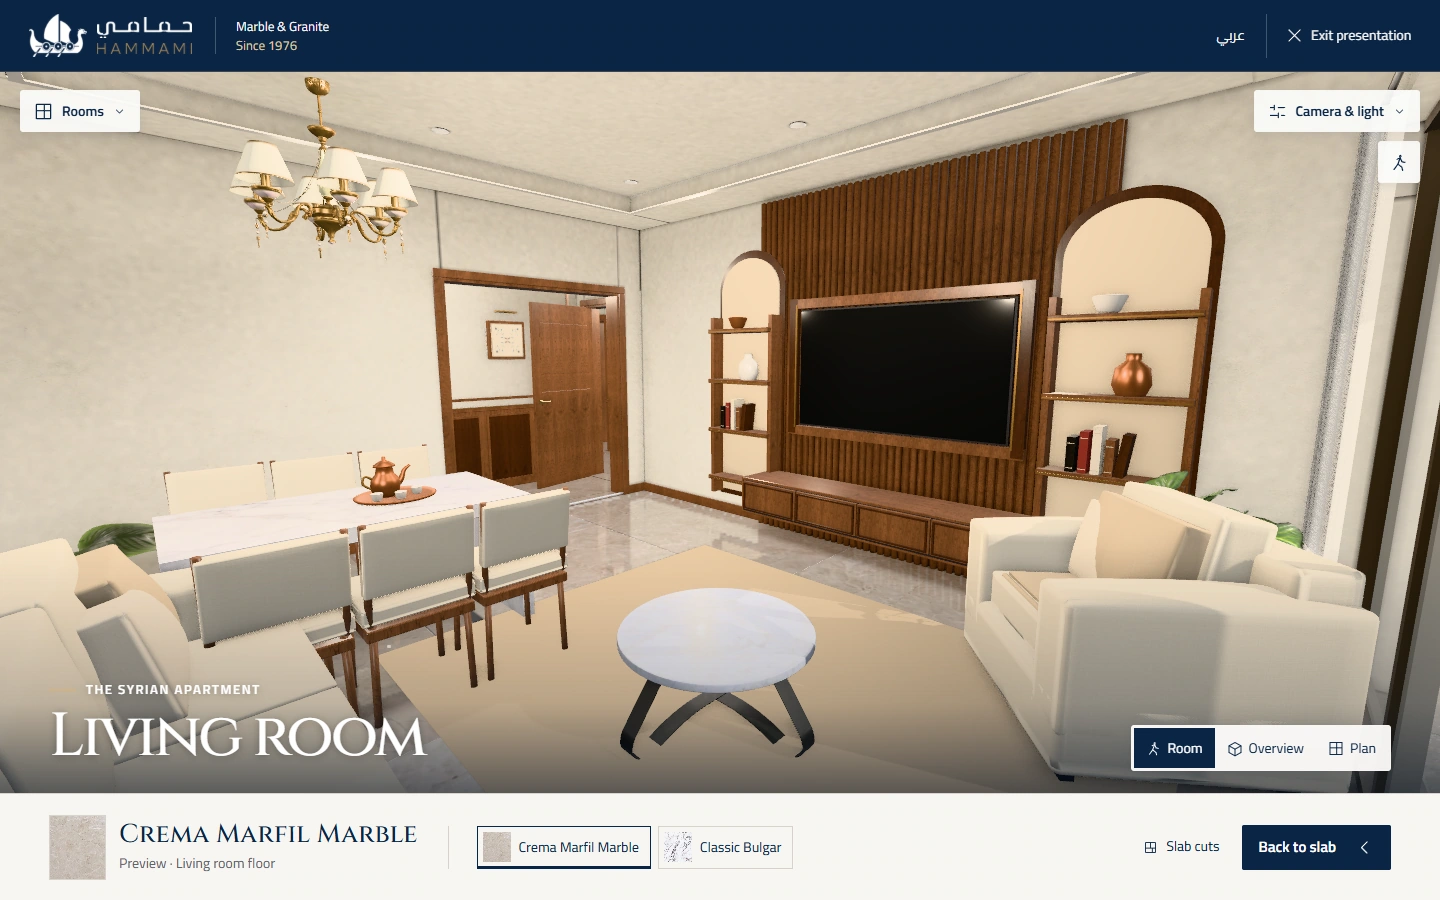 حمامي
HAMMAMI
Marble & Granite
Since 1976
عربي
Exit presentation
Rooms
Camera & light
THE SYRIAN APARTMENT
LIVING ROOM
Room
Overview
Plan
CREMA MARFIL MARBLE
Preview · Living room floor
Crema Marfil Marble
Classic Bulgar
Slab cuts
Back to slab